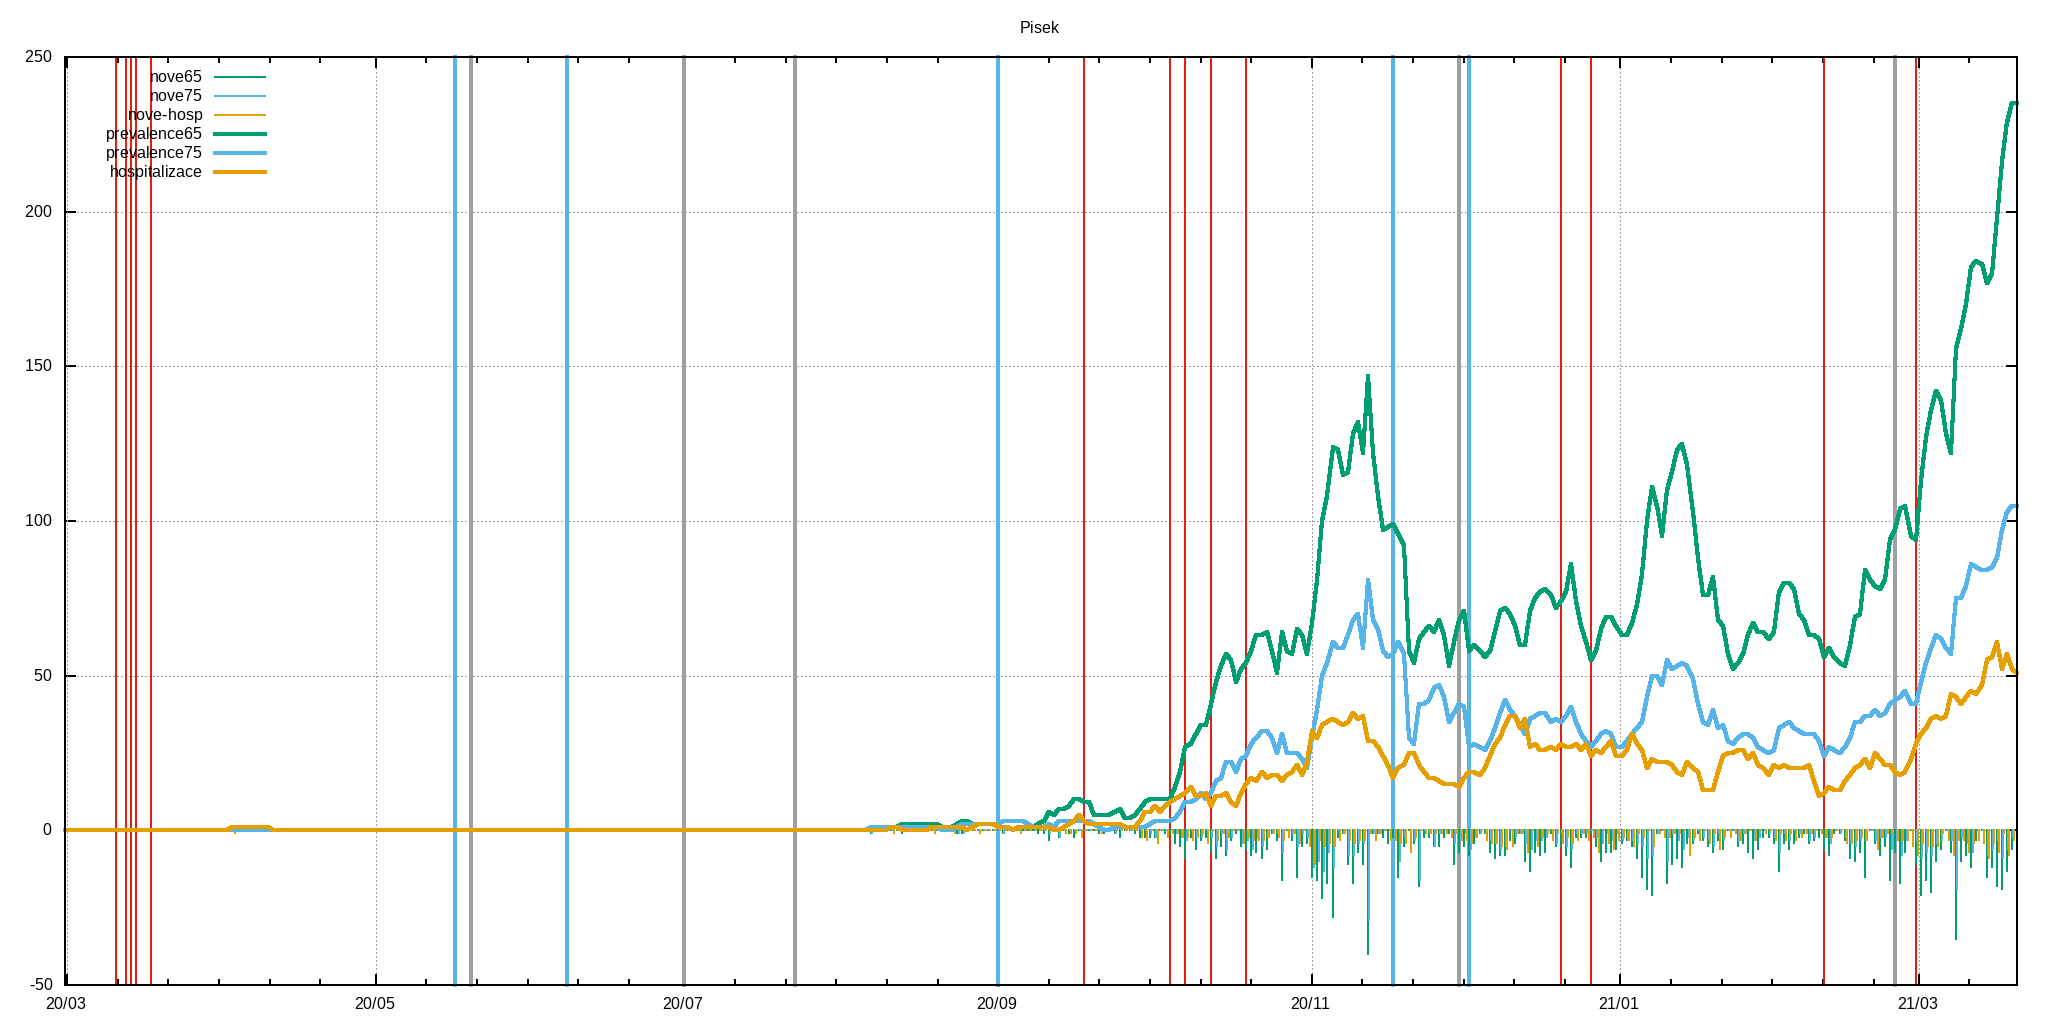 Pisek
250
nove65
nove75
nove-hosp
prevalence65
prevalence75
hospitalizace
200
150
100
50
0
-50
20/03 20/05 20/07 20/09 20/11 21/01 21/03